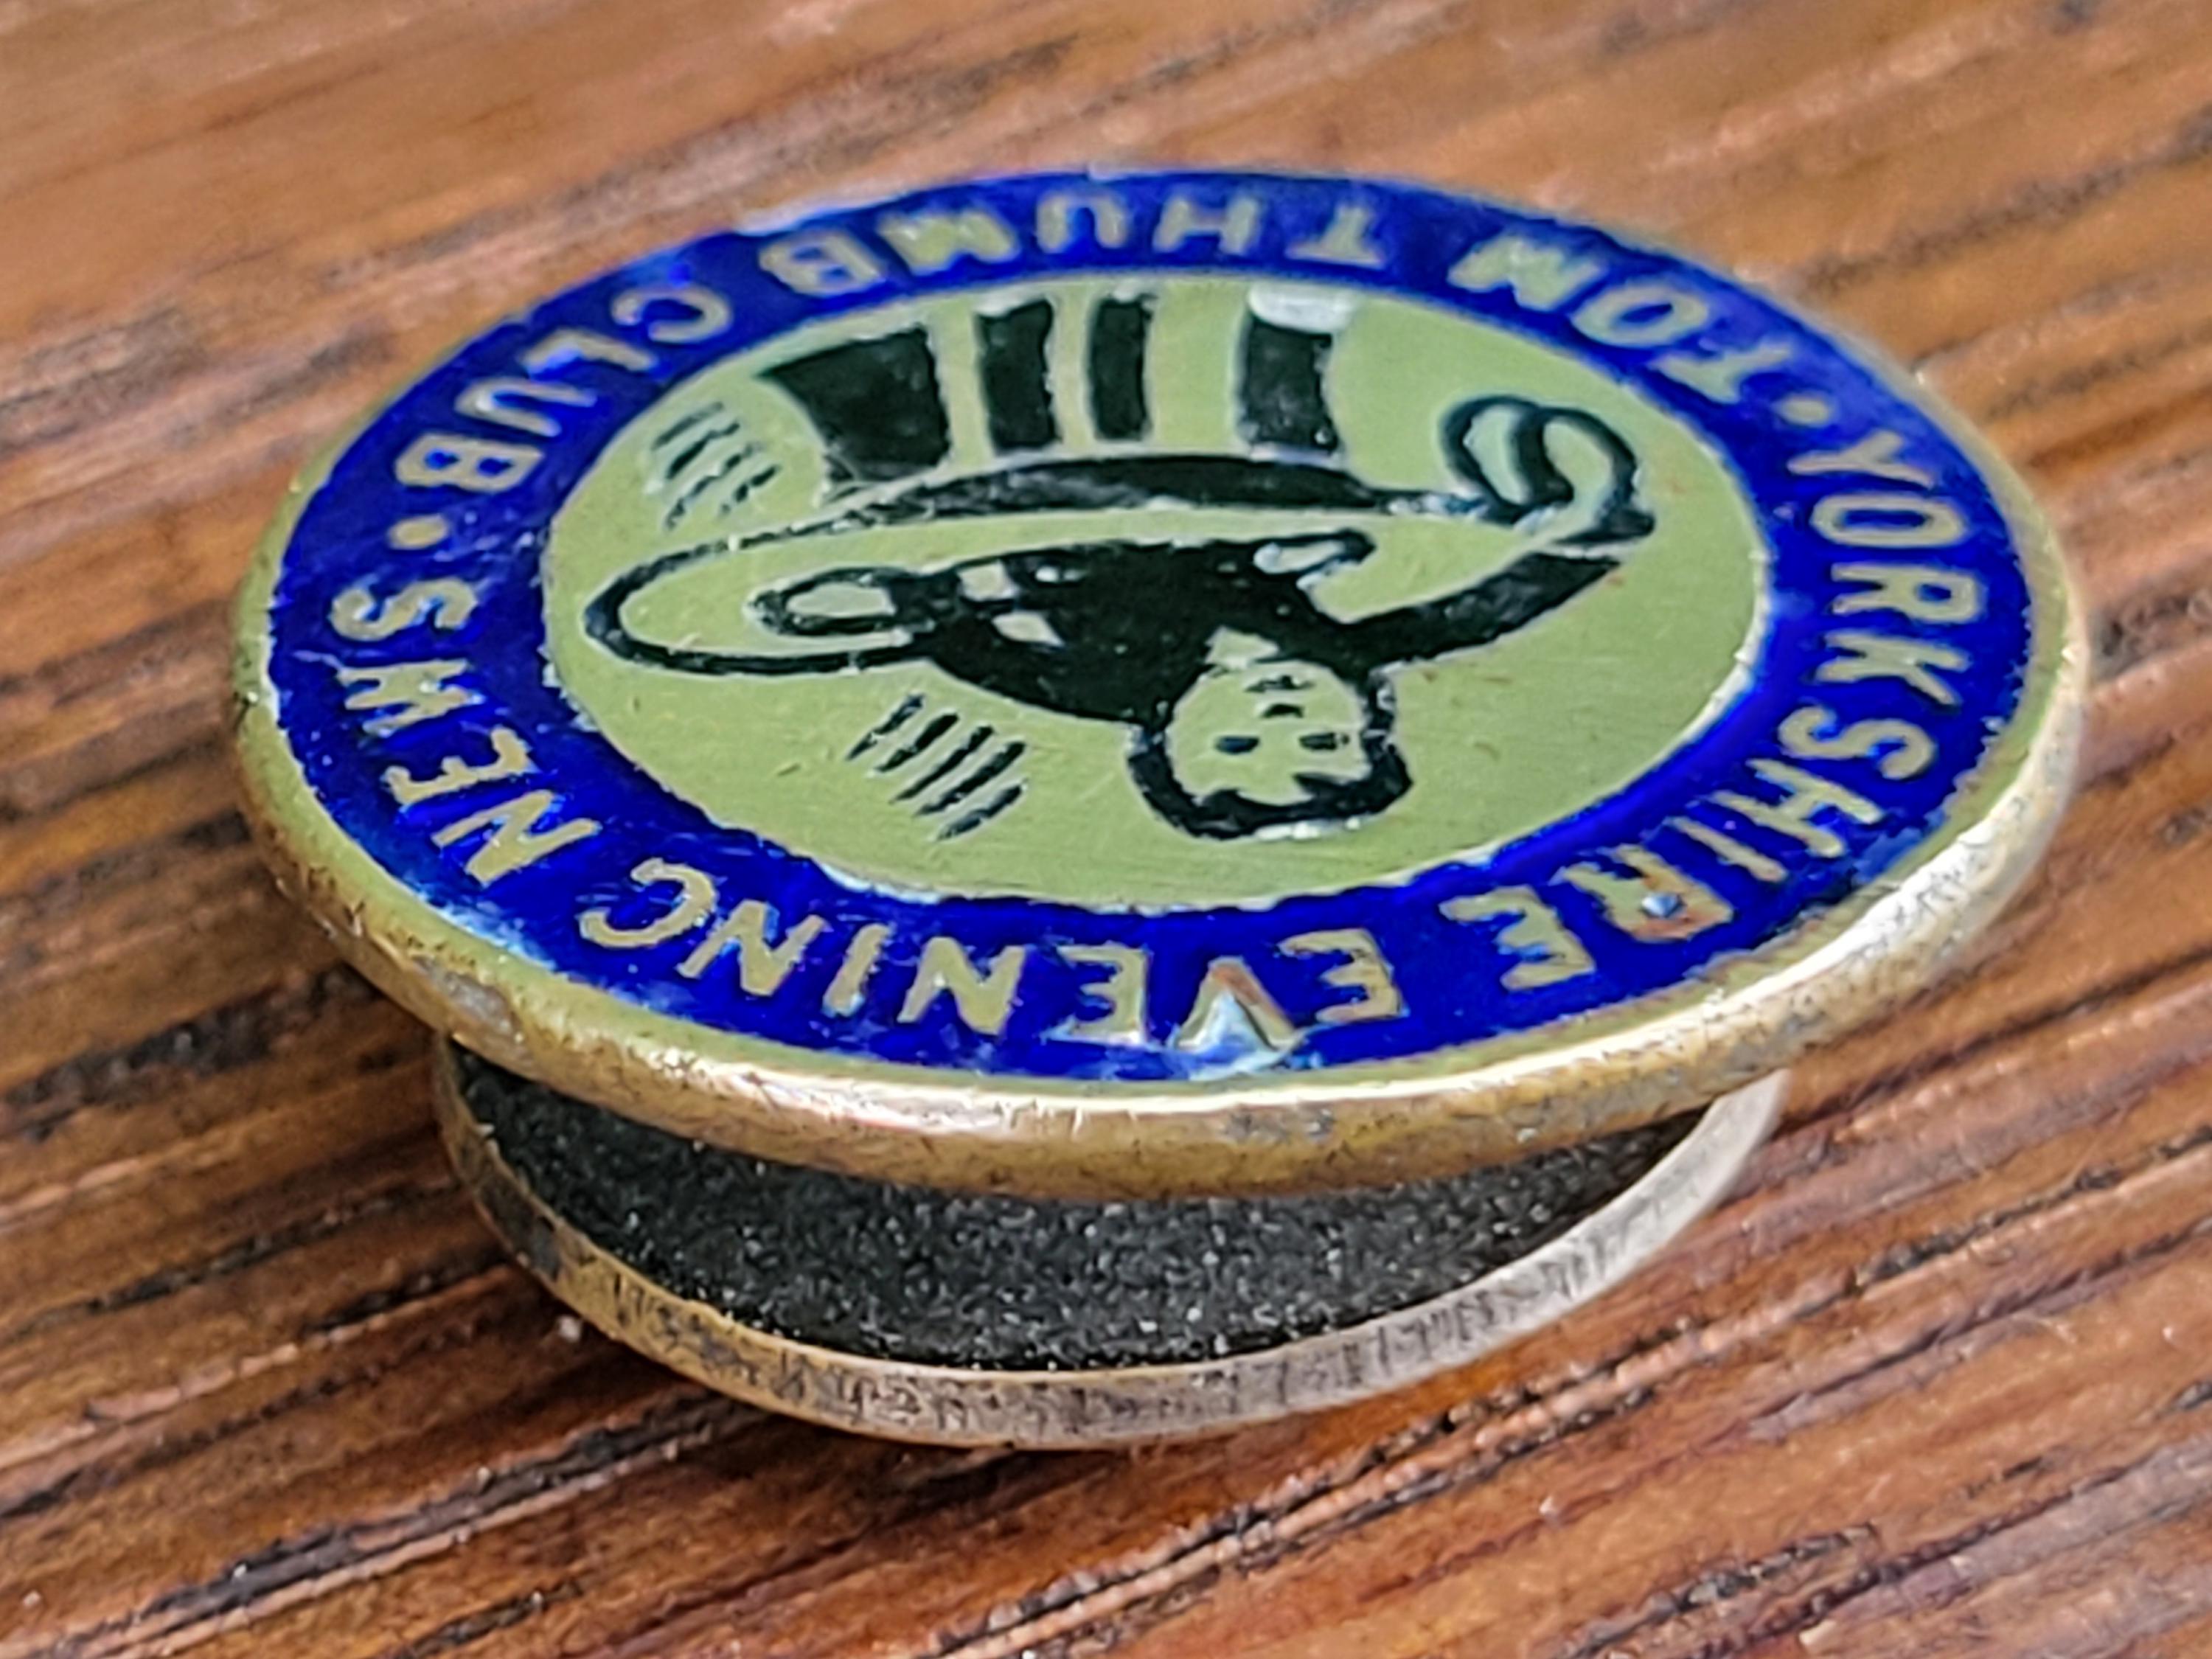 YORKSHIRE EVENING NEWS
TOM THUMB CLUB